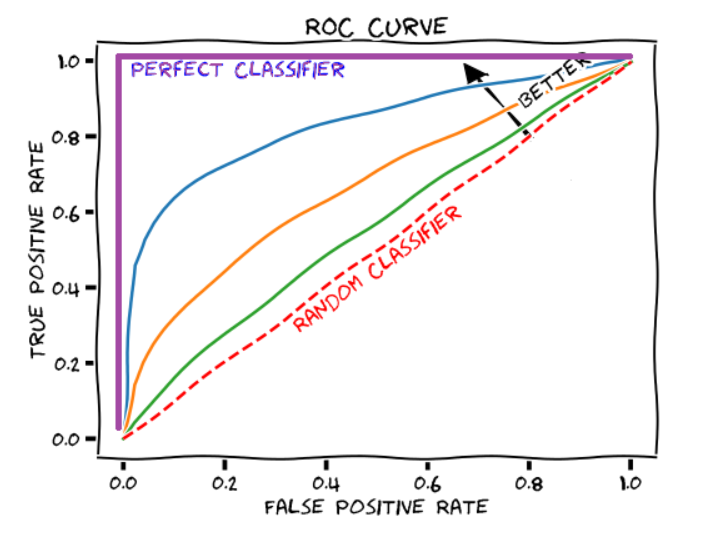 ROC CURVE
PERFECT CLASSIFIER
BETTER
RANDOM CLASSIFIER
TRUE POSITIVE RATE
1.0
0.8
0.6
0.4
0.2
0.0
0.0 0.2 0.4 0.6 0.8 1.0
FALSE POSITIVE RATE